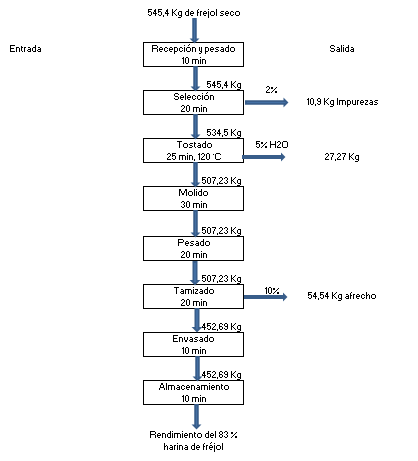 545,4 Kg de frejol seco
Entrada
Salida
Recepción y pesado
10 min
545,4 Kg
2%
Selección
20 min
10,9 Kg Impurezas
534,5 Kg
5% H2O
Tostado
25 min, 120 °C
27,27 Kg
507,23 Kg
Molido
30 min
507,23 Kg
Pesado
20 min
507,23 Kg
Tamizado
20 min
10%
54,54 Kg afrecho
452,69 Kg
Envasado
10 min
452,69 Kg
Almacenamiento
10 min
Rendimiento del 83 %
harina de fréjol